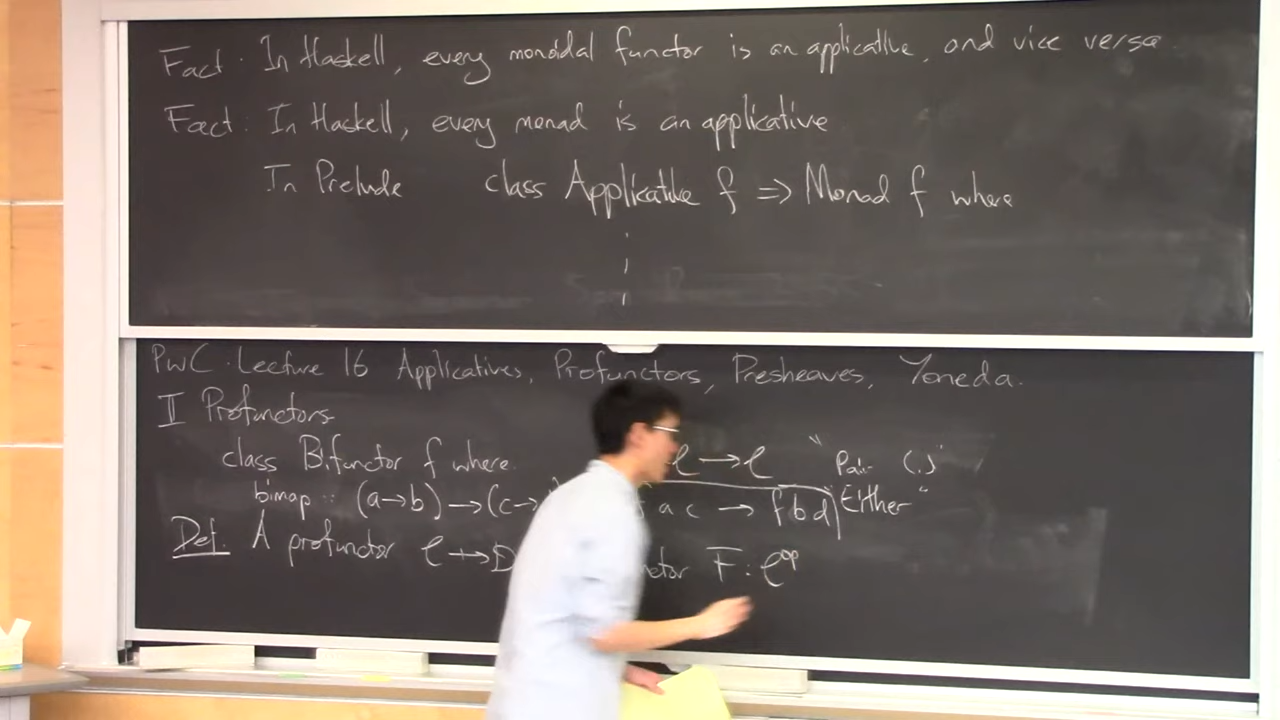 Fact: In Haskell, every monoidal functor is an applicative, and vice versa
Fact: In Haskell, every monad is an applicative
In Prelude class Applicative f => Monad f where
PwC. Lecture 16 Applicatives, Profunctors, Presheaves, Yoneda.
II Profunctors
class Bifunctor f where. C → C "Pair (,)"
bimap :: (a→b) → (c→ a c → f b d "Either"
Def. A profunctor C ⇸ D F: C^op